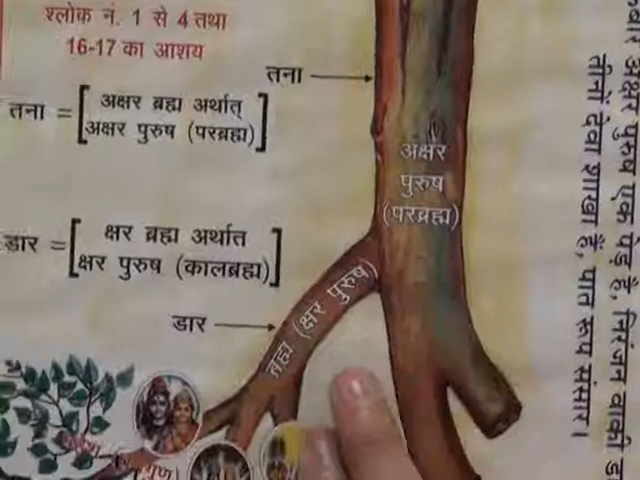 श्लोक नं. 1 से 4 तथा
16-17 का आशय
तना
तना = [अक्षर ब्रह्म अर्थात्
अक्षर पुरुष (परब्रह्म)]
अक्षर
पुरुष
(परब्रह्म)
डार = [क्षर ब्रह्म अर्थात
क्षर पुरुष (कालब्रह्म)]
ब्रह्म (क्षर पुरुष)
डार
अक्षर पुरुष एक पेड़ है, निरंजन वाकी
तीनों देवा शाखा हैं, पात रूप संसार।